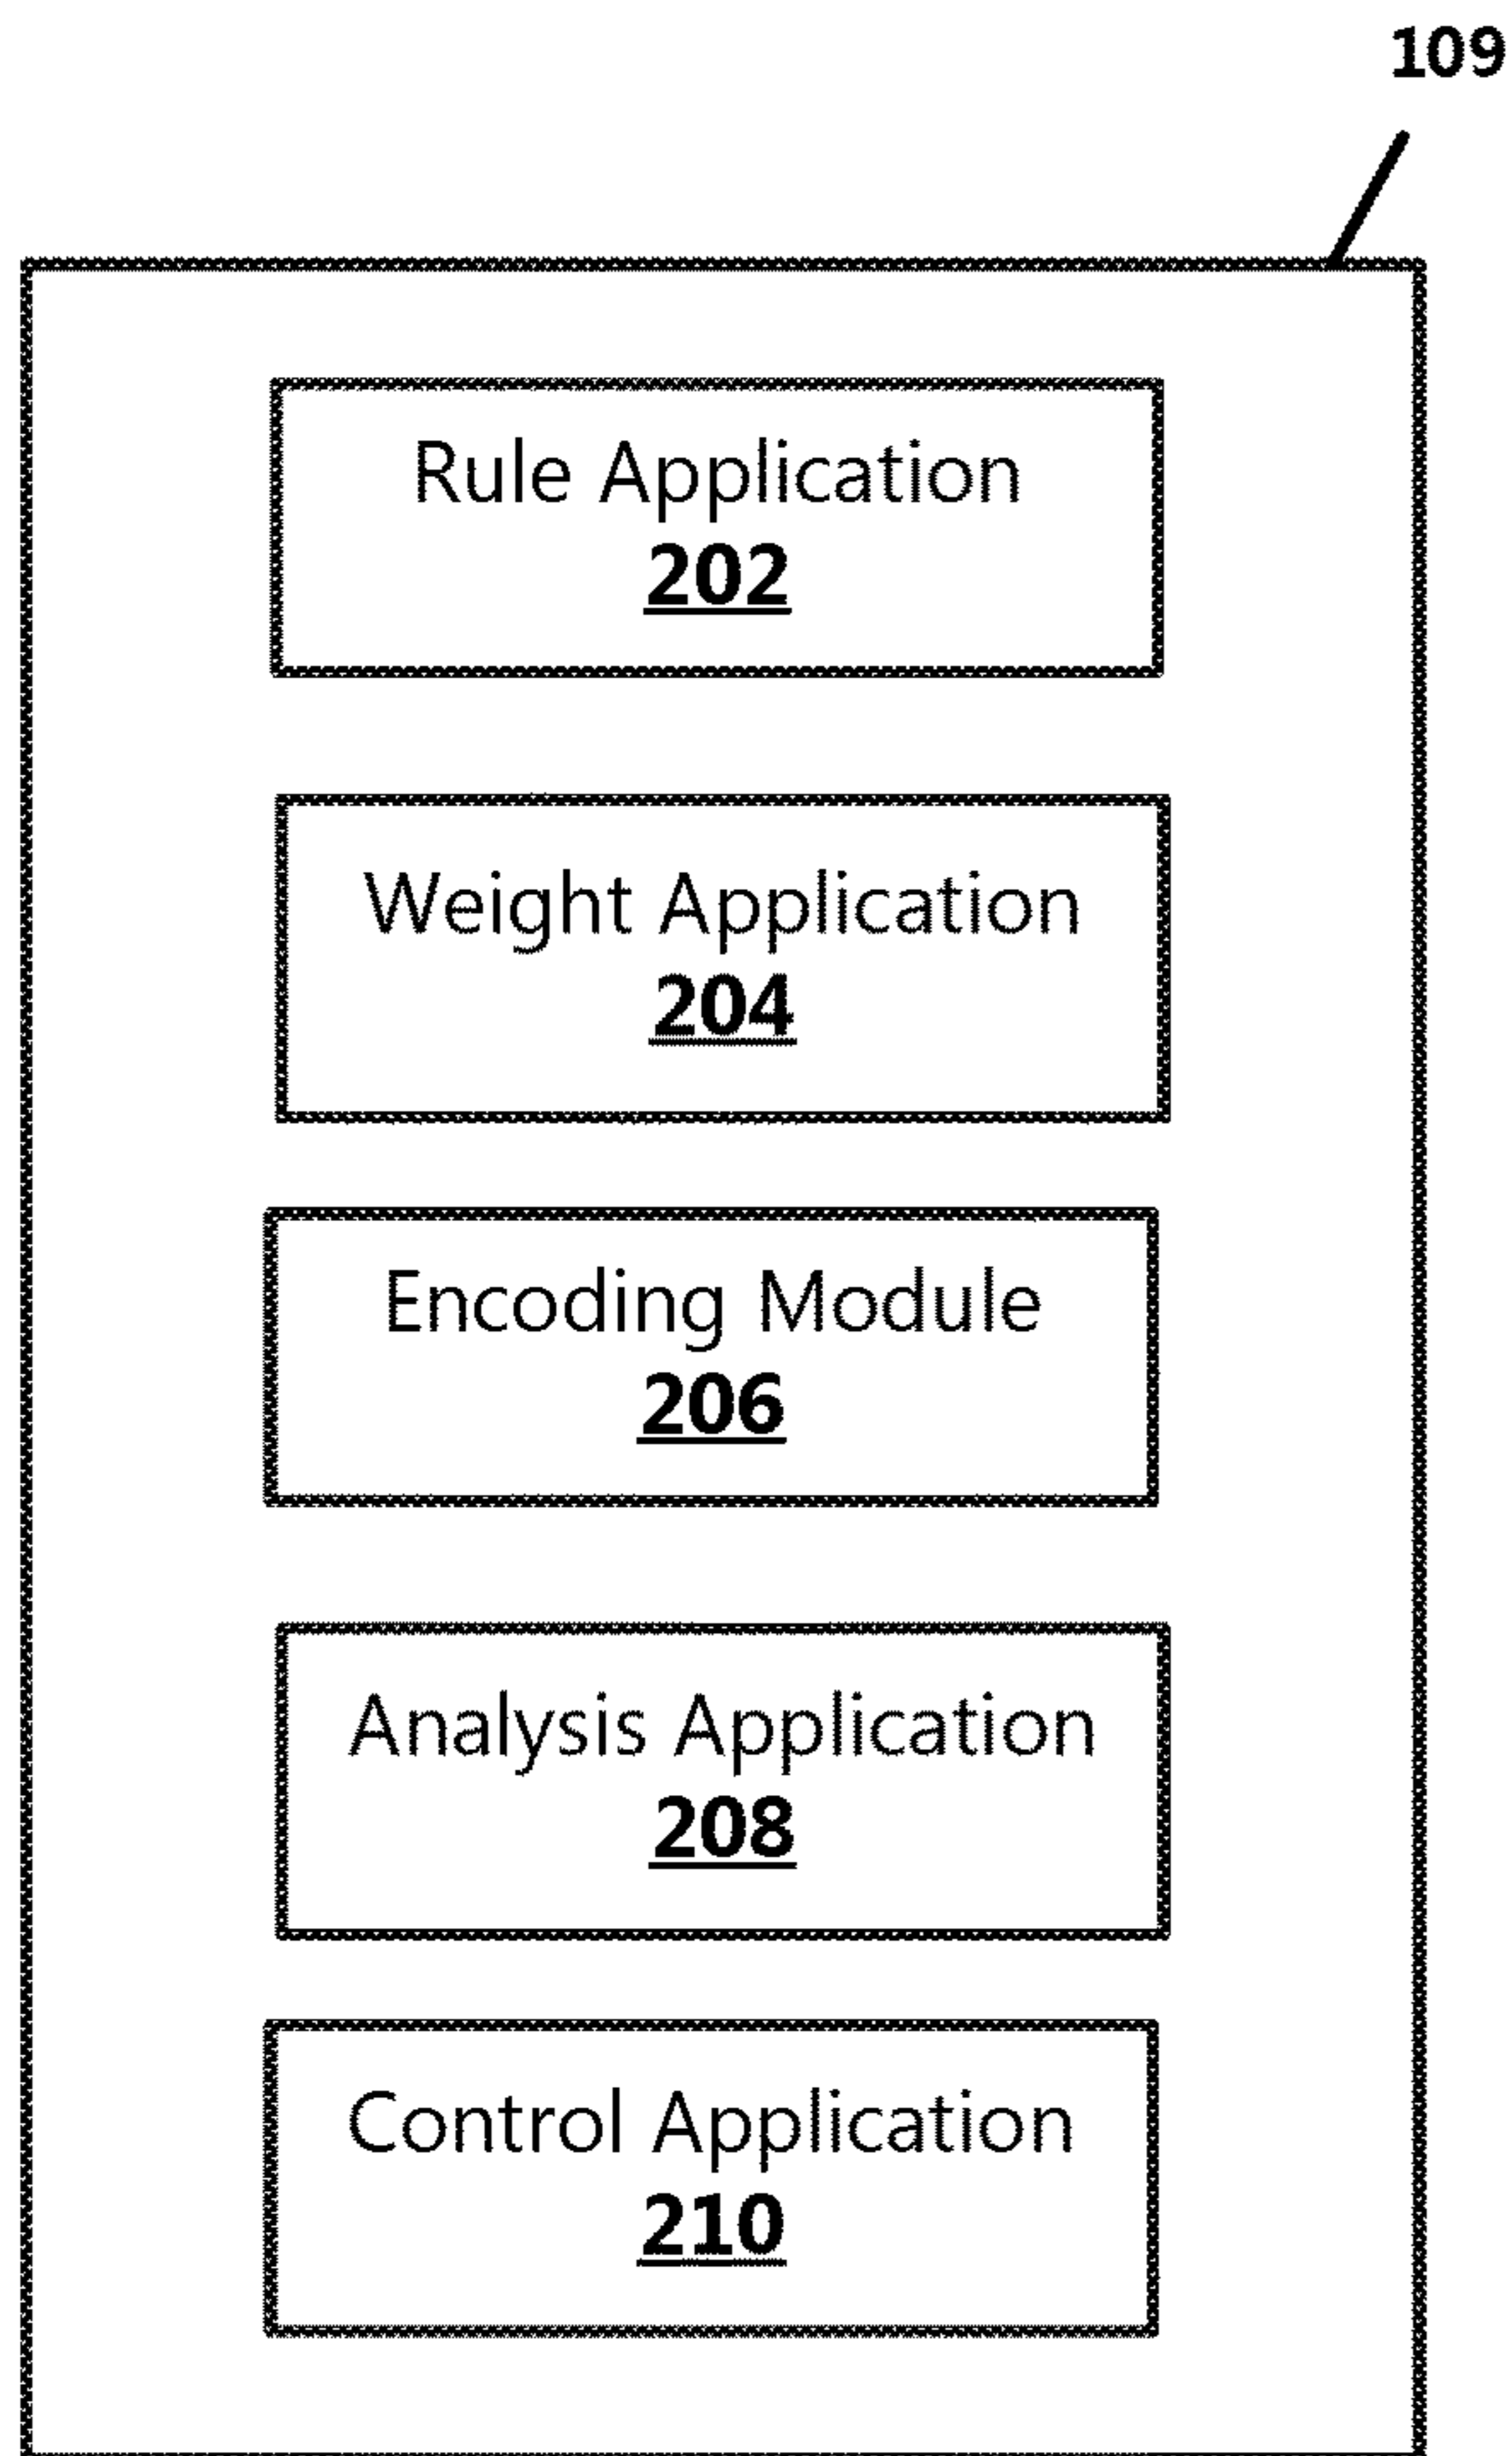 109
Rule Application
202
Weight Application
204
Encoding Module
206
Analysis Application
208
Control Application
210